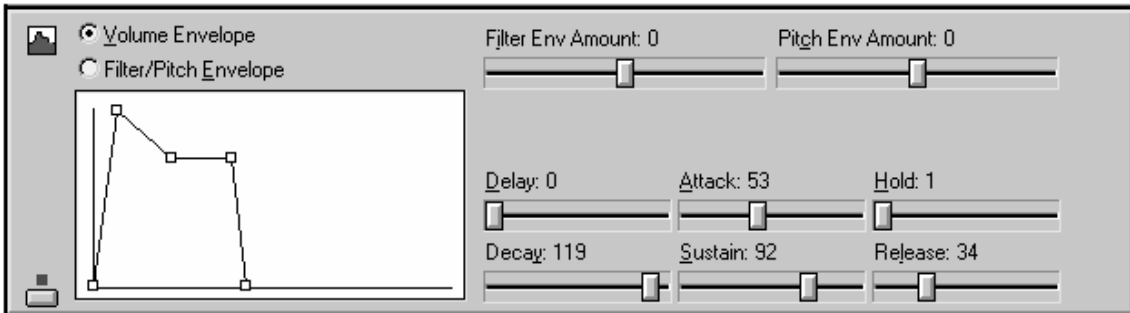 Volume Envelope
Filter/Pitch Envelope
Filter Env Amount: 0
Pitch Env Amount: 0
Delay: 0
Attack: 53
Hold: 1
Decay: 119
Sustain: 92
Release: 34